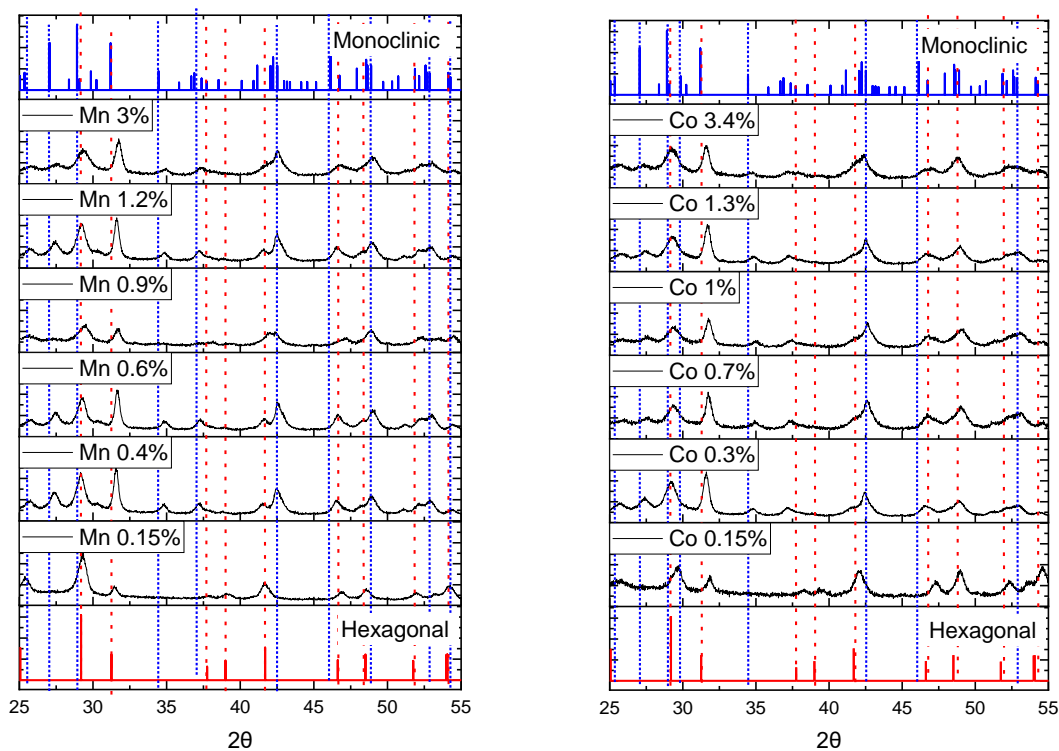 Monoclinic
Mn 3%
Mn 1.2%
Mn 0.9%
Mn 0.6%
Mn 0.4%
Mn 0.15%
Hexagonal
25 30 35 40 45 50 55
2θ
Monoclinic
Co 3.4%
Co 1.3%
Co 1%
Co 0.7%
Co 0.3%
Co 0.15%
Hexagonal
25 30 35 40 45 50 55
2θ